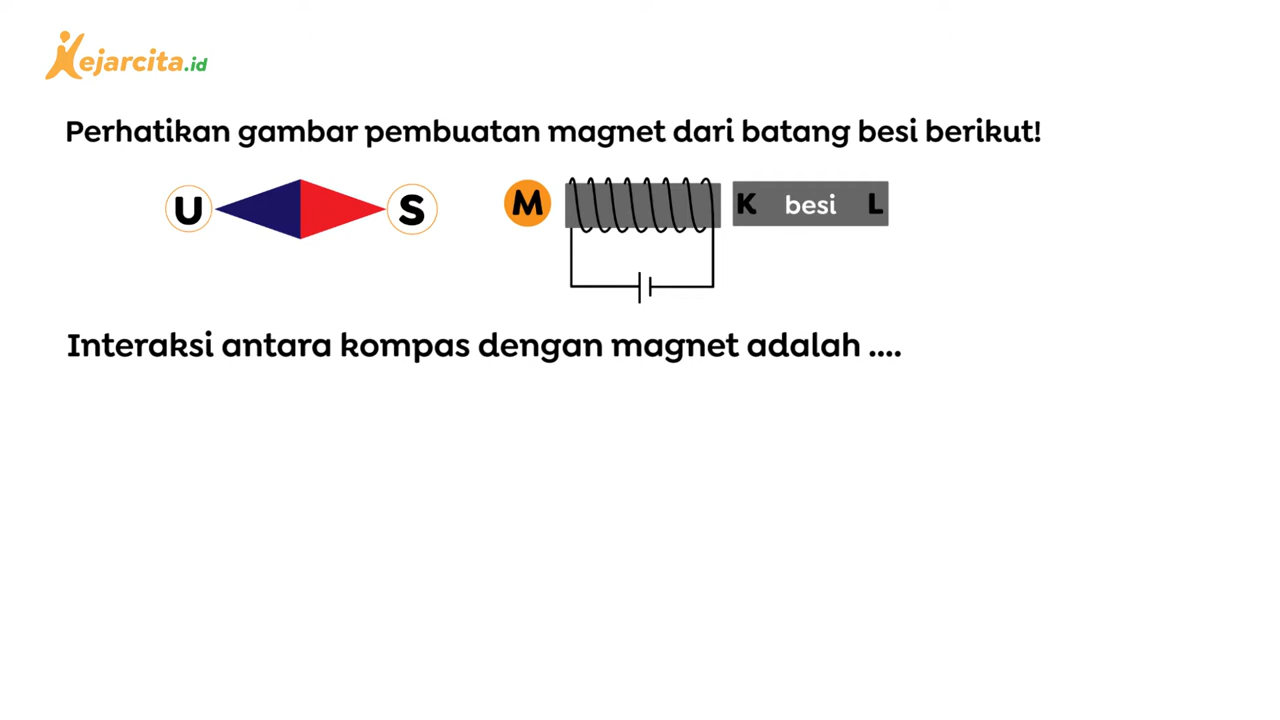 Kejarcita.id
Perhatikan gambar pembuatan magnet dari batang besi berikut!
U S M K besi L
Interaksi antara kompas dengan magnet adalah ....